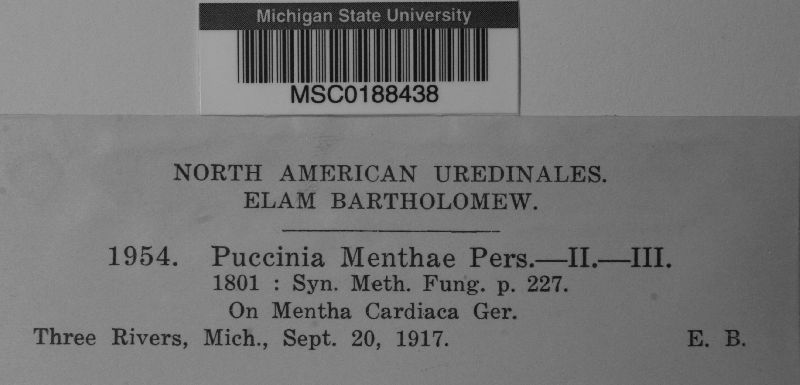 Michigan State University
MSC0188438
NORTH AMERICAN UREDINALES.
ELAM BARTHOLOMEW.
1954. Puccinia Menthae Pers.—II.—III.
1801 : Syn. Meth. Fung. p. 227.
On Mentha Cardiaca Ger.
Three Rivers, Mich., Sept. 20, 1917. E. B.